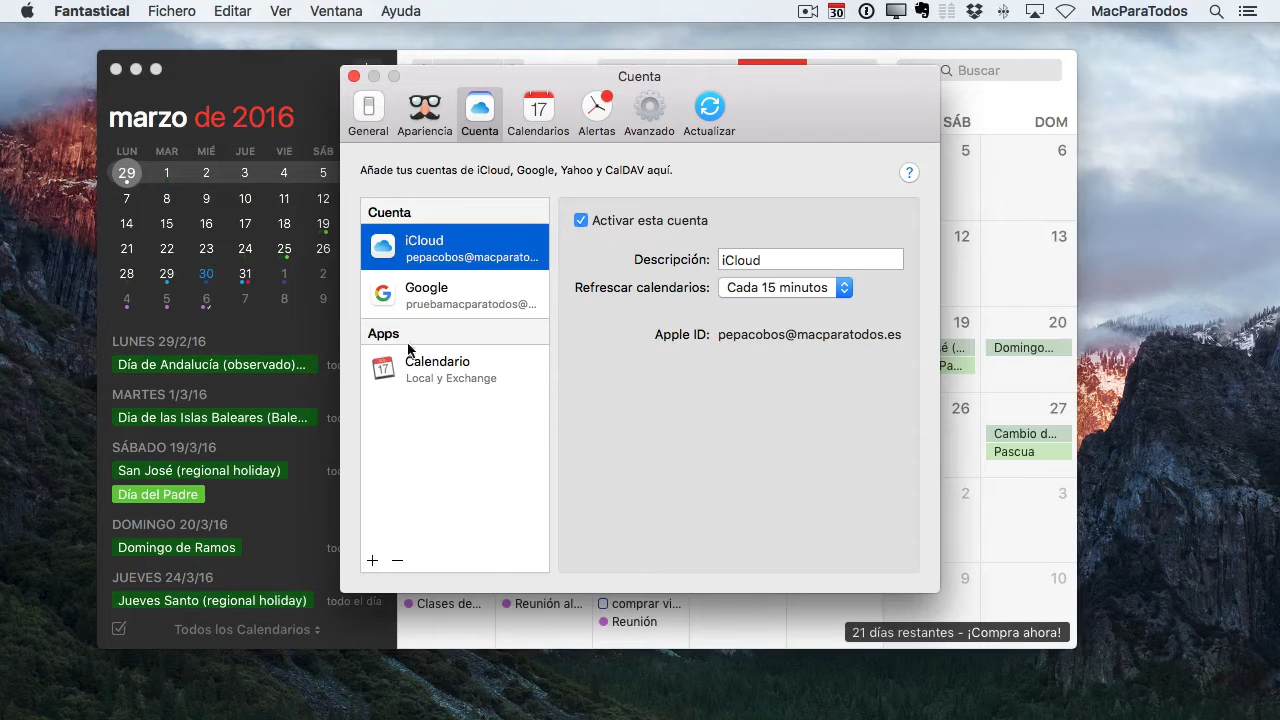 Fantastical Fichero Editar Ver Ventana Ayuda
30
MacParaTodos
Buscar
marzo de 2016
LUN MAR MIÉ JUE VIE SÁB
29 1 2 3 4 5
7 8 9 10 11 12
14 15 16 17 18 19
21 22 23 24 25 26
28 29 30 31 1 2
4 5 6 7 8 9
LUNES 29/2/16
Día de Andalucía (observado)...
MARTES 1/3/16
Dia de las Islas Baleares (Bale...
SÁBADO 19/3/16
San José (regional holiday)
Día del Padre
DOMINGO 20/3/16
Domingo de Ramos
JUEVES 24/3/16
Jueves Santo (regional holiday) todo el día
Todos los Calendarios
Cuenta
17
General Apariencia Cuenta Calendarios Alertas Avanzado Actualizar
Añade tus cuentas de iCloud, Google, Yahoo y CalDAV aquí.
?
Cuenta
iCloud
pepacobos@macparato...
Google
pruebamacparatodos@...
Apps
17
Calendario
Local y Exchange
+ −
Activar esta cuenta
Descripción: iCloud
Refrescar calendarios: Cada 15 minutos
Apple ID: pepacobos@macparatodos.es
SÁB DOM
5 6
12 13
19 20
Domingo...
26 27
Cambio d...
Pascua
2 3
9 10
Clases de...
Reunión al...
comprar vi...
Reunión
21 días restantes - ¡Compra ahora!